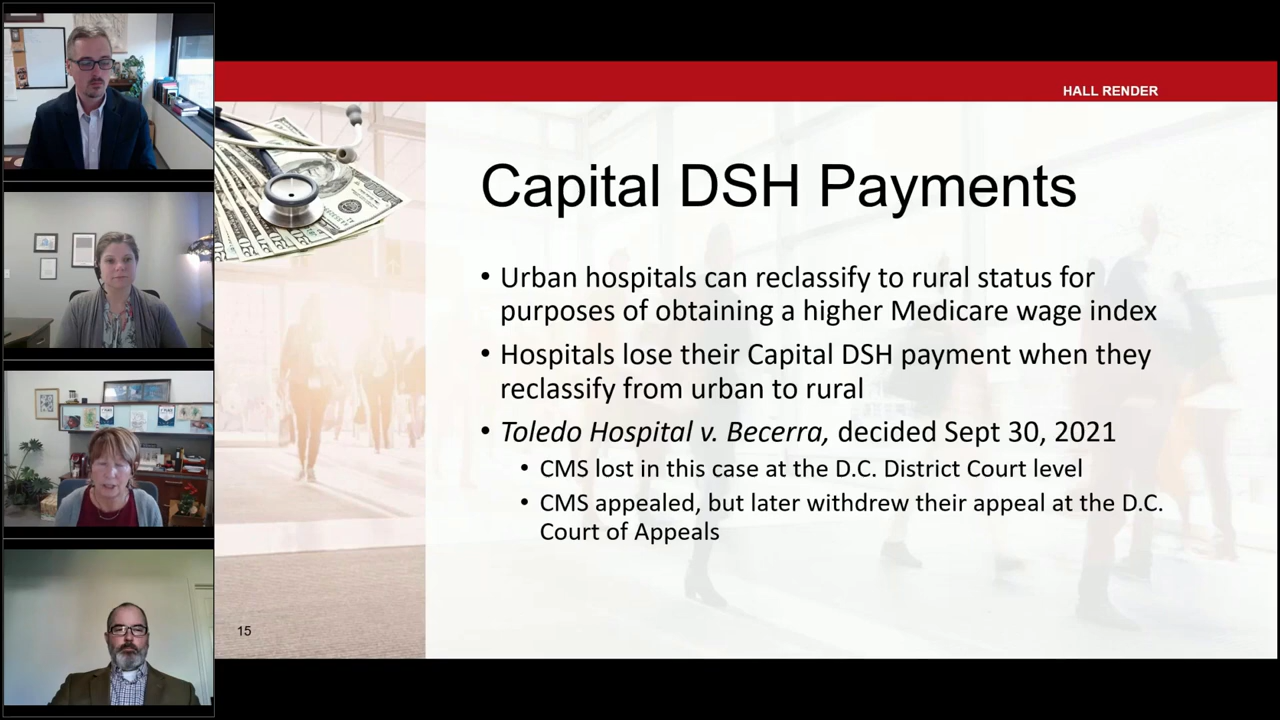 HALL RENDER
Capital DSH Payments
• Urban hospitals can reclassify to rural status for
purposes of obtaining a higher Medicare wage index
• Hospitals lose their Capital DSH payment when they
reclassify from urban to rural
• Toledo Hospital v. Becerra, decided Sept 30, 2021
• CMS lost in this case at the D.C. District Court level
• CMS appealed, but later withdrew their appeal at the D.C.
Court of Appeals
15